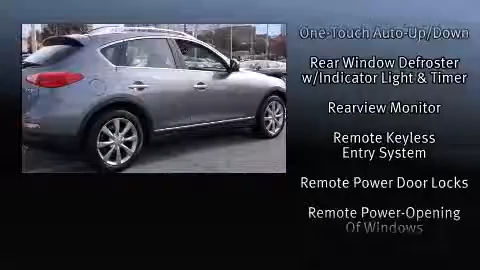 One-Touch Auto-Up/Down
Rear Window Defroster
w/Indicator Light & Timer
Rearview Monitor
Remote Keyless
Entry System
Remote Power Door Locks
Remote Power-Opening
Of Windows